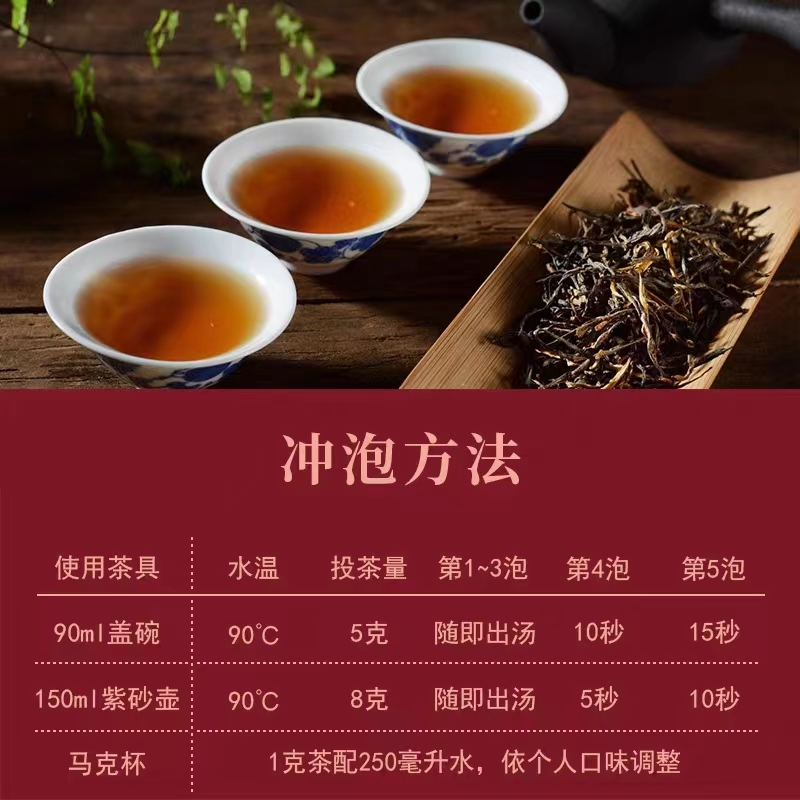 冲泡方法
使用茶具 水温 投茶量 第1~3泡 第4泡 第5泡
90ml盖碗 90℃ 5克 随即出汤 10秒 15秒
150ml紫砂壶 90℃ 8克 随即出汤 5秒 10秒
马克杯 1克茶配250毫升水，依个人口味调整